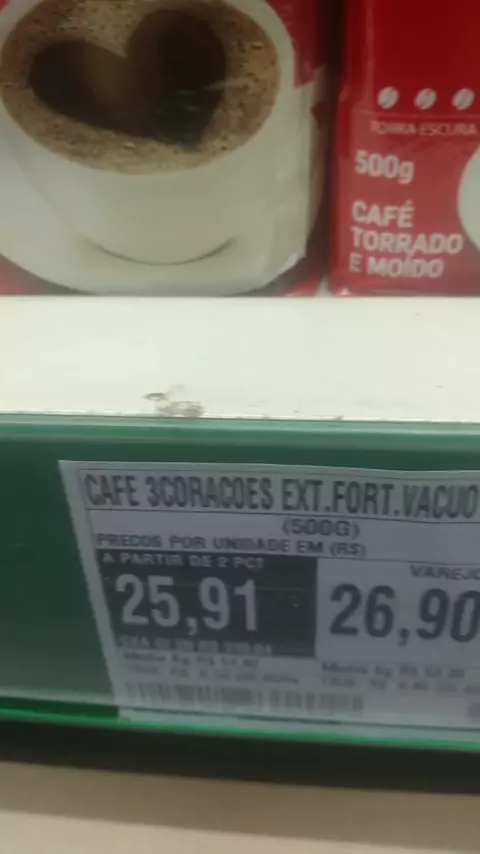 TORRA ESCURA
500g
CAFÉ
TORRADO
E MOÍDO
CAFE 3CORACOES EXT.FORT.VACUO
(500G)
PRECOS POR UNIDADE EM (R$)
A PARTIR DE 2 PCT
VAREJO
25,91
26,90